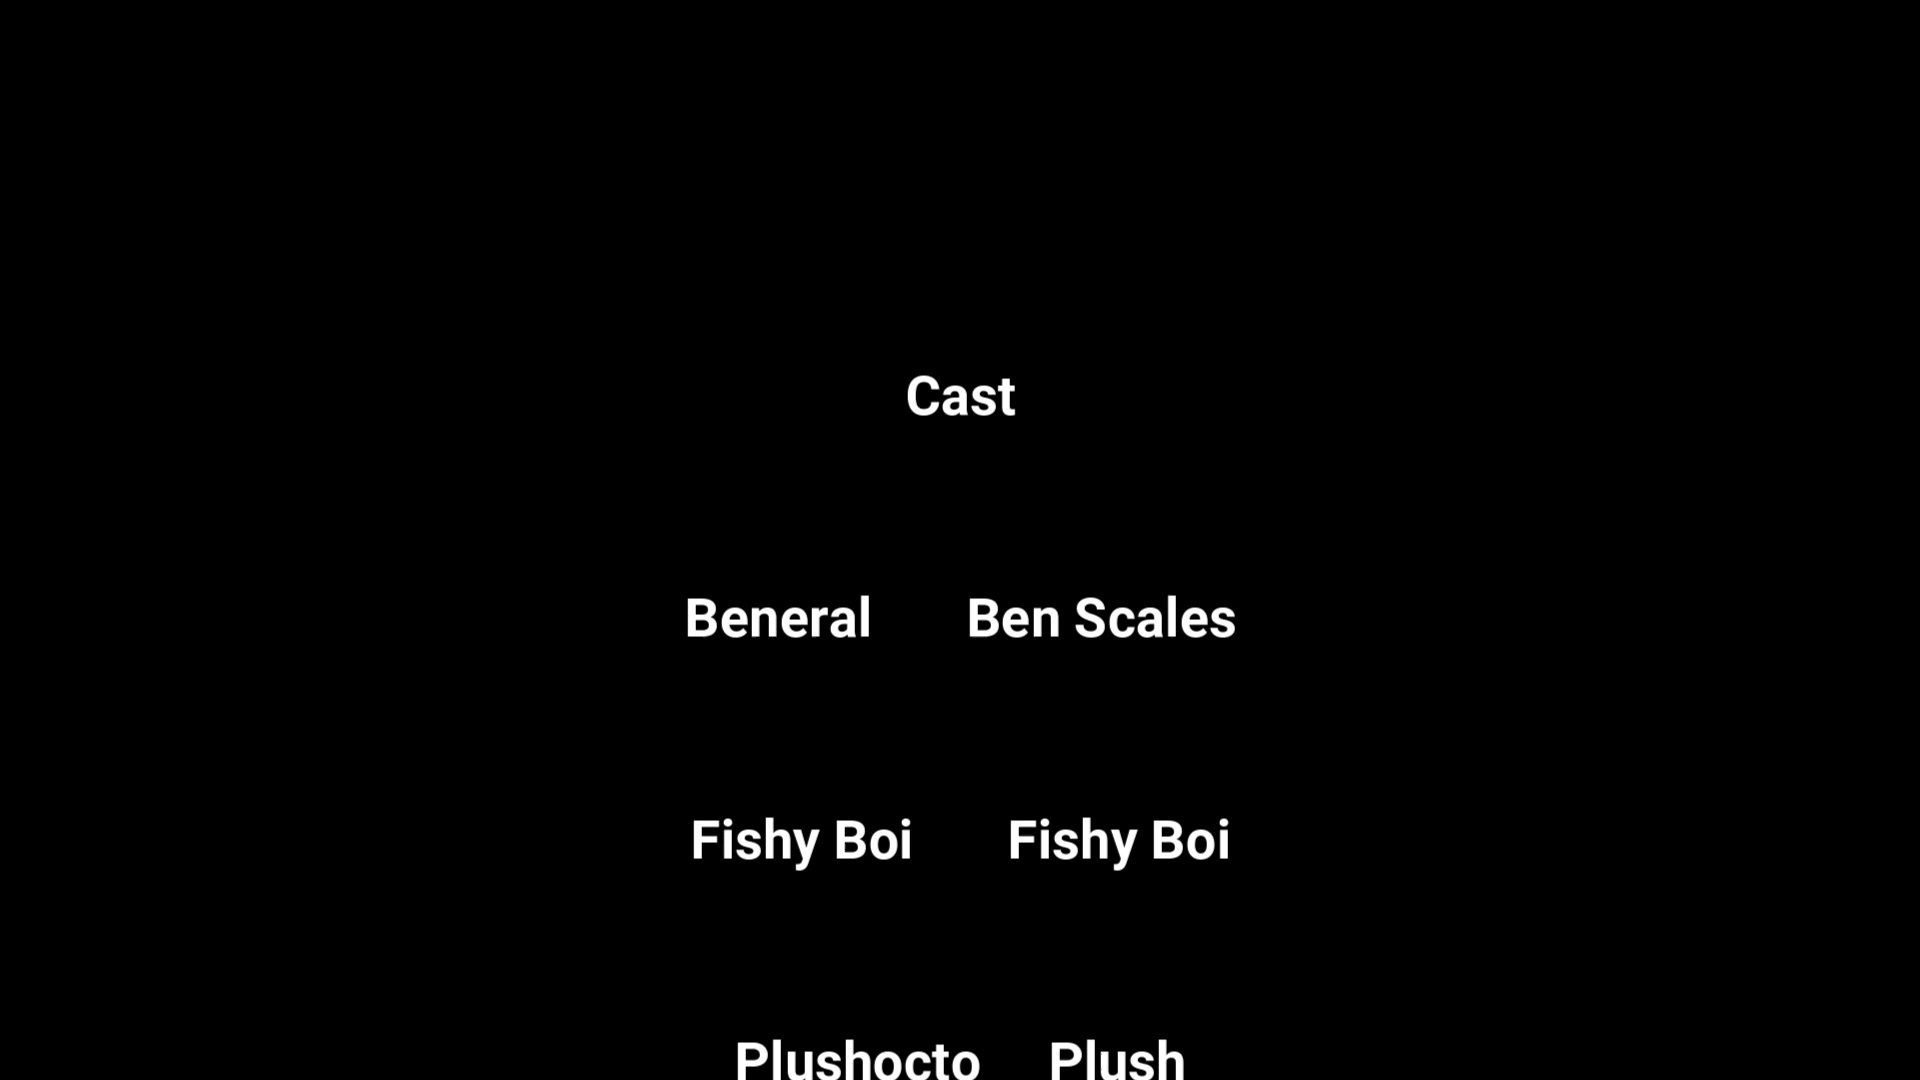 Cast
Beneral Ben Scales
Fishy Boi Fishy Boi
Plushocto Plush